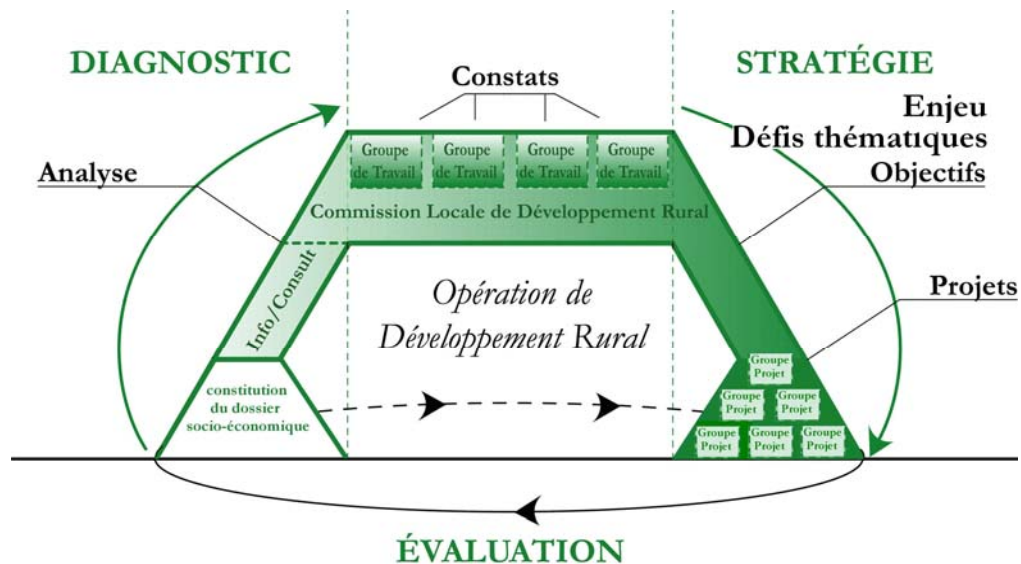 DIAGNOSTIC
STRATÉGIE
Constats
Enjeu
Défis thématiques
Objectifs
Analyse
Groupe
de Travail
Groupe
de Travail
Groupe
de Travail
Groupe
de Travail
Commission Locale de Développement Rural
Info/Consult
Opération de
Développement Rural
Projets
constitution
du dossier
socio-économique
Groupe
Projet
Groupe
Projet
Groupe
Projet
Groupe
Projet
Groupe
Projet
Groupe
Projet
ÉVALUATION